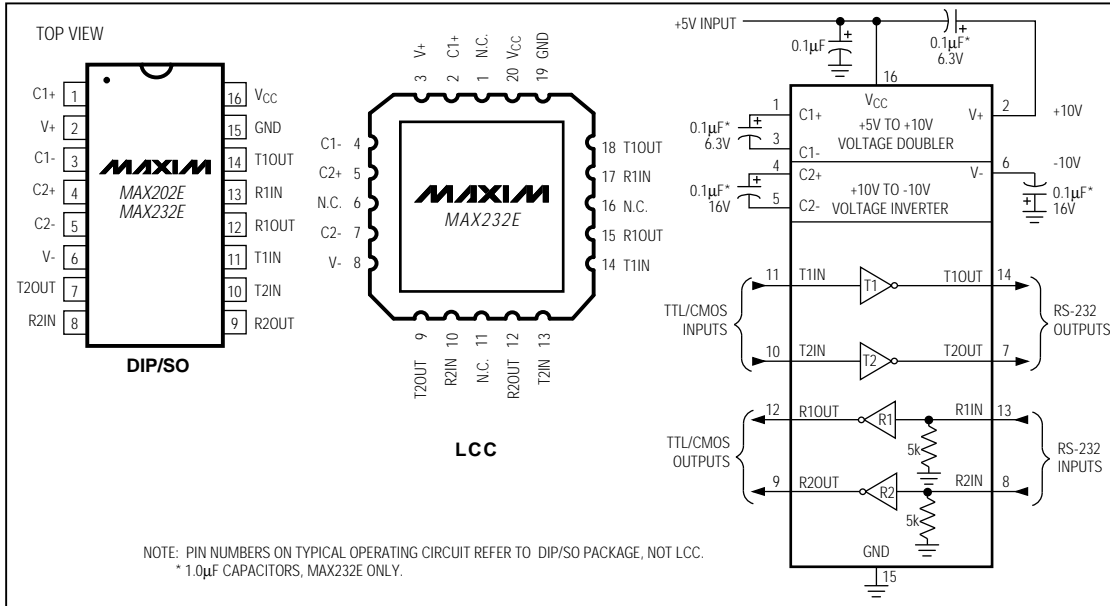 TOP VIEW
C1+ 1
V+ 2
C1- 3
C2+ 4
C2- 5
V- 6
T2OUT 7
R2IN 8
16 VCC
15 GND
14 T1OUT
13 R1IN
12 R1OUT
11 T1IN
10 T2IN
9 R2OUT
MAXIM
MAX202E
MAX232E
DIP/SO
V+ C1+ N.C. VCC GND
3 2 1 20 19
C1- 4
C2+ 5
N.C. 6
C2- 7
V- 8
18 T1OUT
17 R1IN
16 N.C.
15 R1OUT
14 T1IN
MAXIM
MAX232E
9 10 11 12 13
T2OUT R2IN N.C. R2OUT T2IN
LCC
+5V INPUT
0.1µF
+
0.1µF*
6.3V
+
16
VCC
1 C1+
+5V TO +10V
VOLTAGE DOUBLER
V+ 2 +10V
0.1µF*
6.3V
+
3
C1-
4
C2+
+10V TO -10V
VOLTAGE INVERTER
V- 6 -10V
0.1µF*
16V
+
5 C2-
0.1µF*
16V
+
11 T1IN T1 T1OUT 14
TTL/CMOS
INPUTS
RS-232
OUTPUTS
10 T2IN T2 T2OUT 7
12 R1OUT R1 R1IN 13
5k
TTL/CMOS
OUTPUTS
RS-232
INPUTS
9 R2OUT R2 R2IN 8
5k
GND
15
NOTE: PIN NUMBERS ON TYPICAL OPERATING CIRCUIT REFER TO DIP/SO PACKAGE, NOT LCC.
* 1.0µF CAPACITORS, MAX232E ONLY.